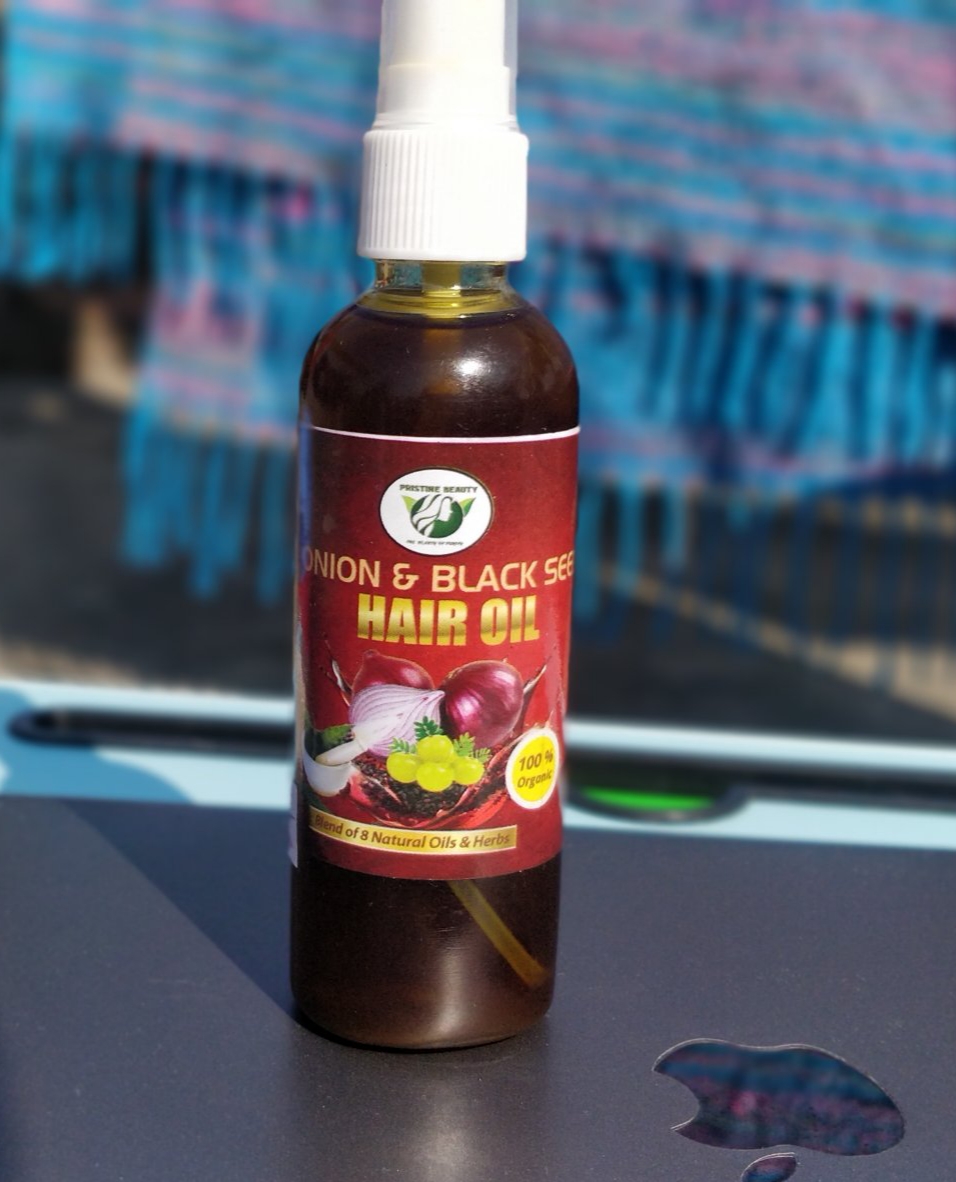 PRISTINE BEAUTY
ONION & BLACK SEE
HAIR OIL
100 %
Organic
Blend of 8 Natural Oils & Herbs